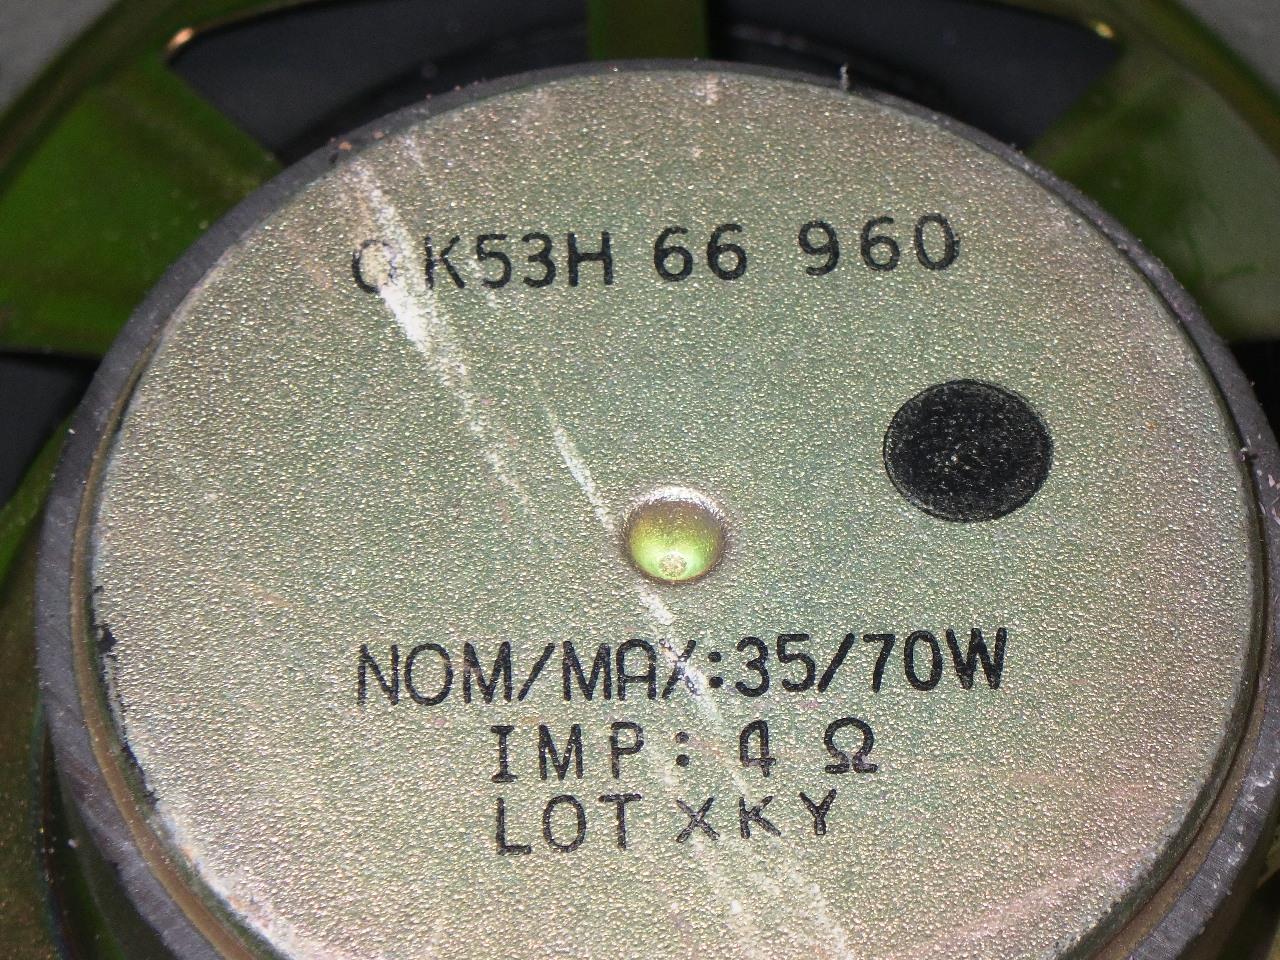 0K53H 66 960
NOM/MAX:35/70W
IMP: 4 Ω
LOT XKY